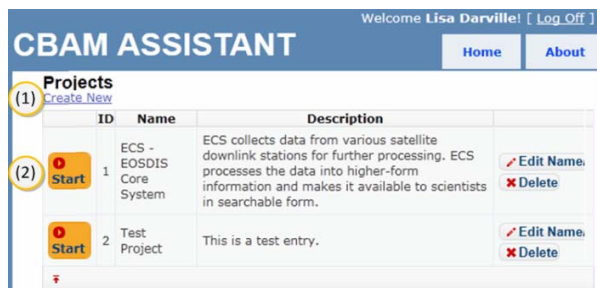 Welcome Lisa Darville! [ Log Off ]
CBAM ASSISTANT
Home About
Projects
(1) Create New
ID Name Description
(2) Start 1 ECS - EOSDIS Core System ECS collects data from various satellite
downlink stations for further processing. ECS
processes the data into higher-form
information and makes it available to scientists
in searchable form.
Edit Name/
Delete
Start 2 Test Project This is a test entry.
Edit Name/
Delete